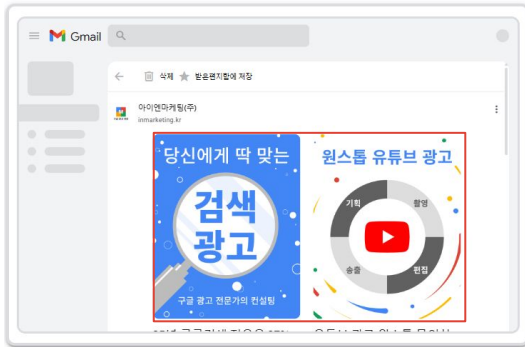 Gmail
삭제 받은편지함에 저장
아이엔마케팅(주)
inmarketing.kr
당신에게 딱 맞는
검색
광고
구글 광고 전문가의 컨설팅
원스톱 유튜브 광고
기획 촬영
송출 편집